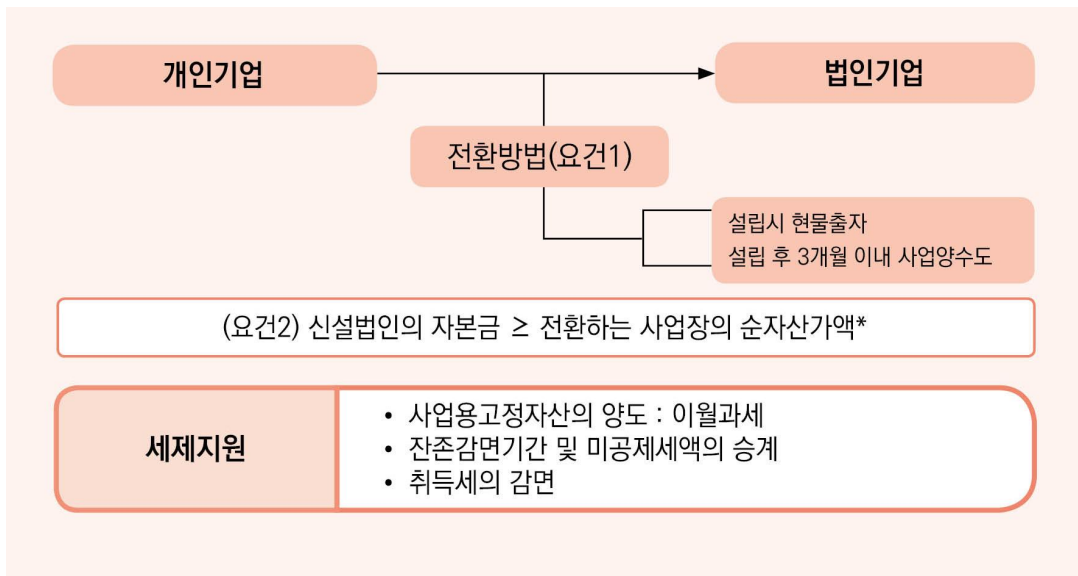 개인기업
법인기업
전환방법(요건1)
설립시 현물출자
설립 후 3개월 이내 사업양수도
(요건2) 신설법인의 자본금 ≥ 전환하는 사업장의 순자산가액*
세제지원
• 사업용고정자산의 양도 : 이월과세
• 잔존감면기간 및 미공제세액의 승계
• 취득세의 감면